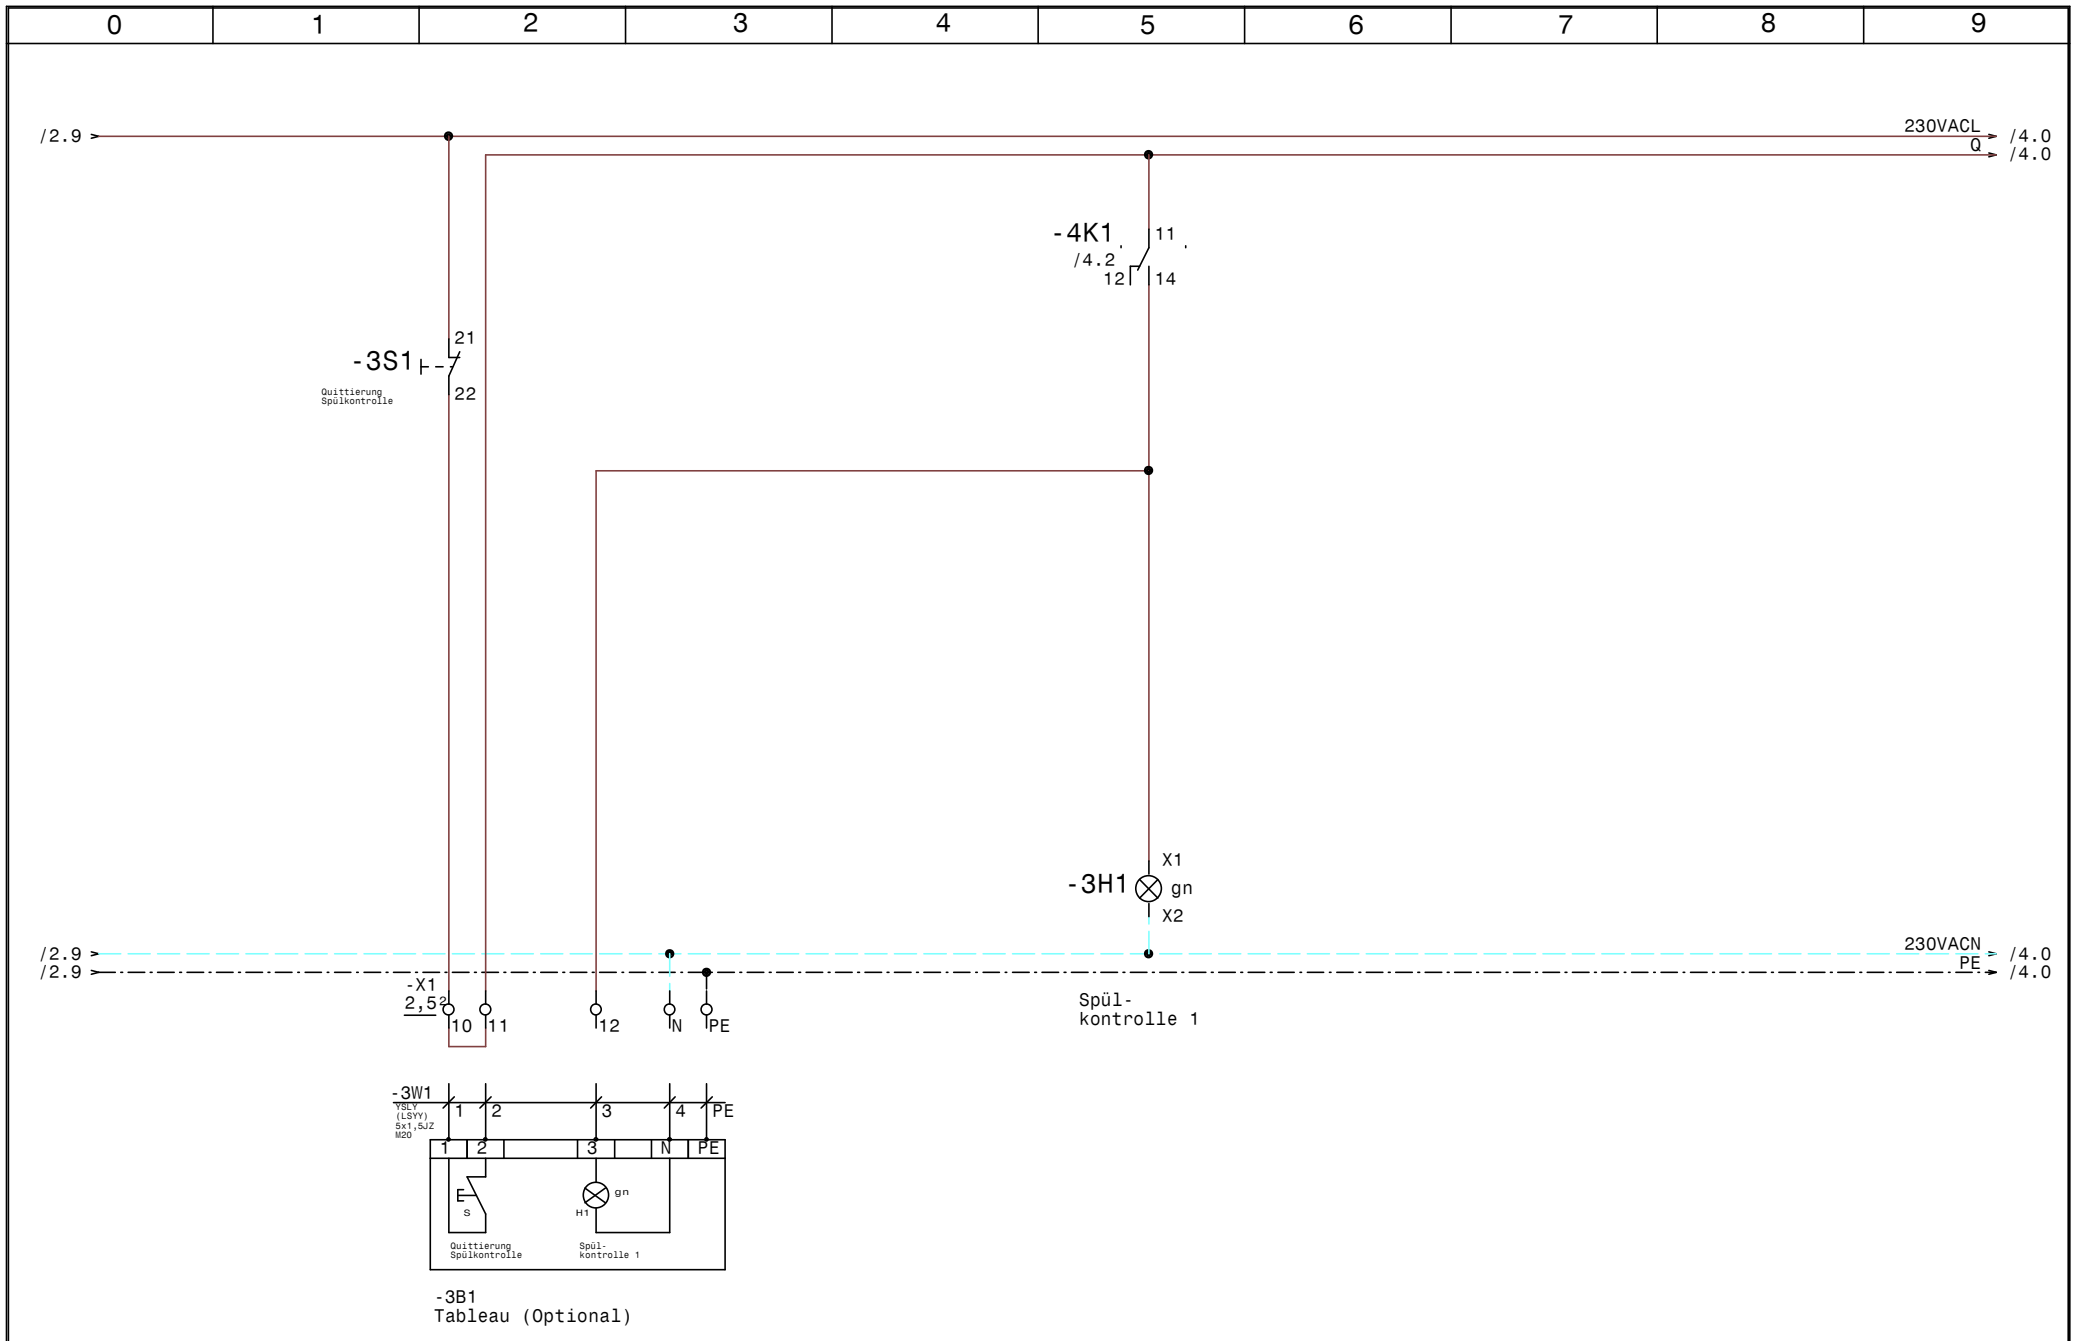 0 1 2 3 4 5 6 7 8 9
/2.9 230VACL /4.0
Q /4.0
-4K1 11
/4.2
12 14
21
-3S1
22
Quittierung
Spülkontrolle
X1
-3H1 gn
X2
/2.9 230VACN /4.0
/2.9 PE /4.0
-X1
2,5²
10 11 12 N PE
Spül-
kontrolle 1
-3W1
YSLY
(LSYY)
5x1,5JZ
M20
1 2 3 4 PE
1 2 3 N PE
gn
S H1
Quittierung
Spülkontrolle
Spül-
kontrolle 1
-3B1
Tableau (Optional)